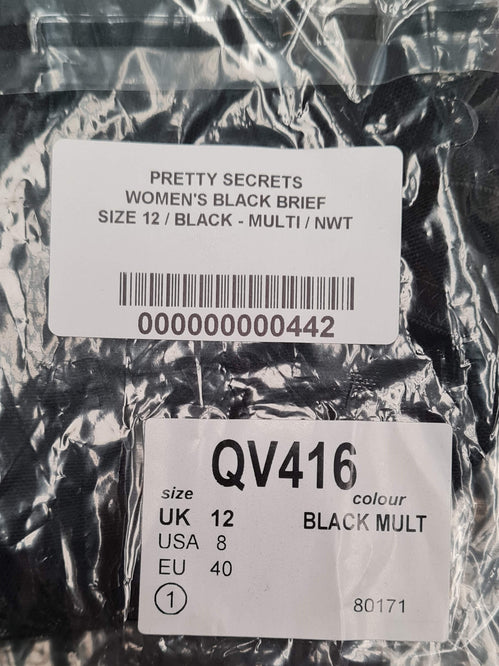 PRETTY SECRETS
WOMEN'S BLACK BRIEF
SIZE 12 / BLACK - MULTI / NWT
000000000442
QV416
size
colour
UK 12
BLACK MULT
USA 8
EU 40
1
80171